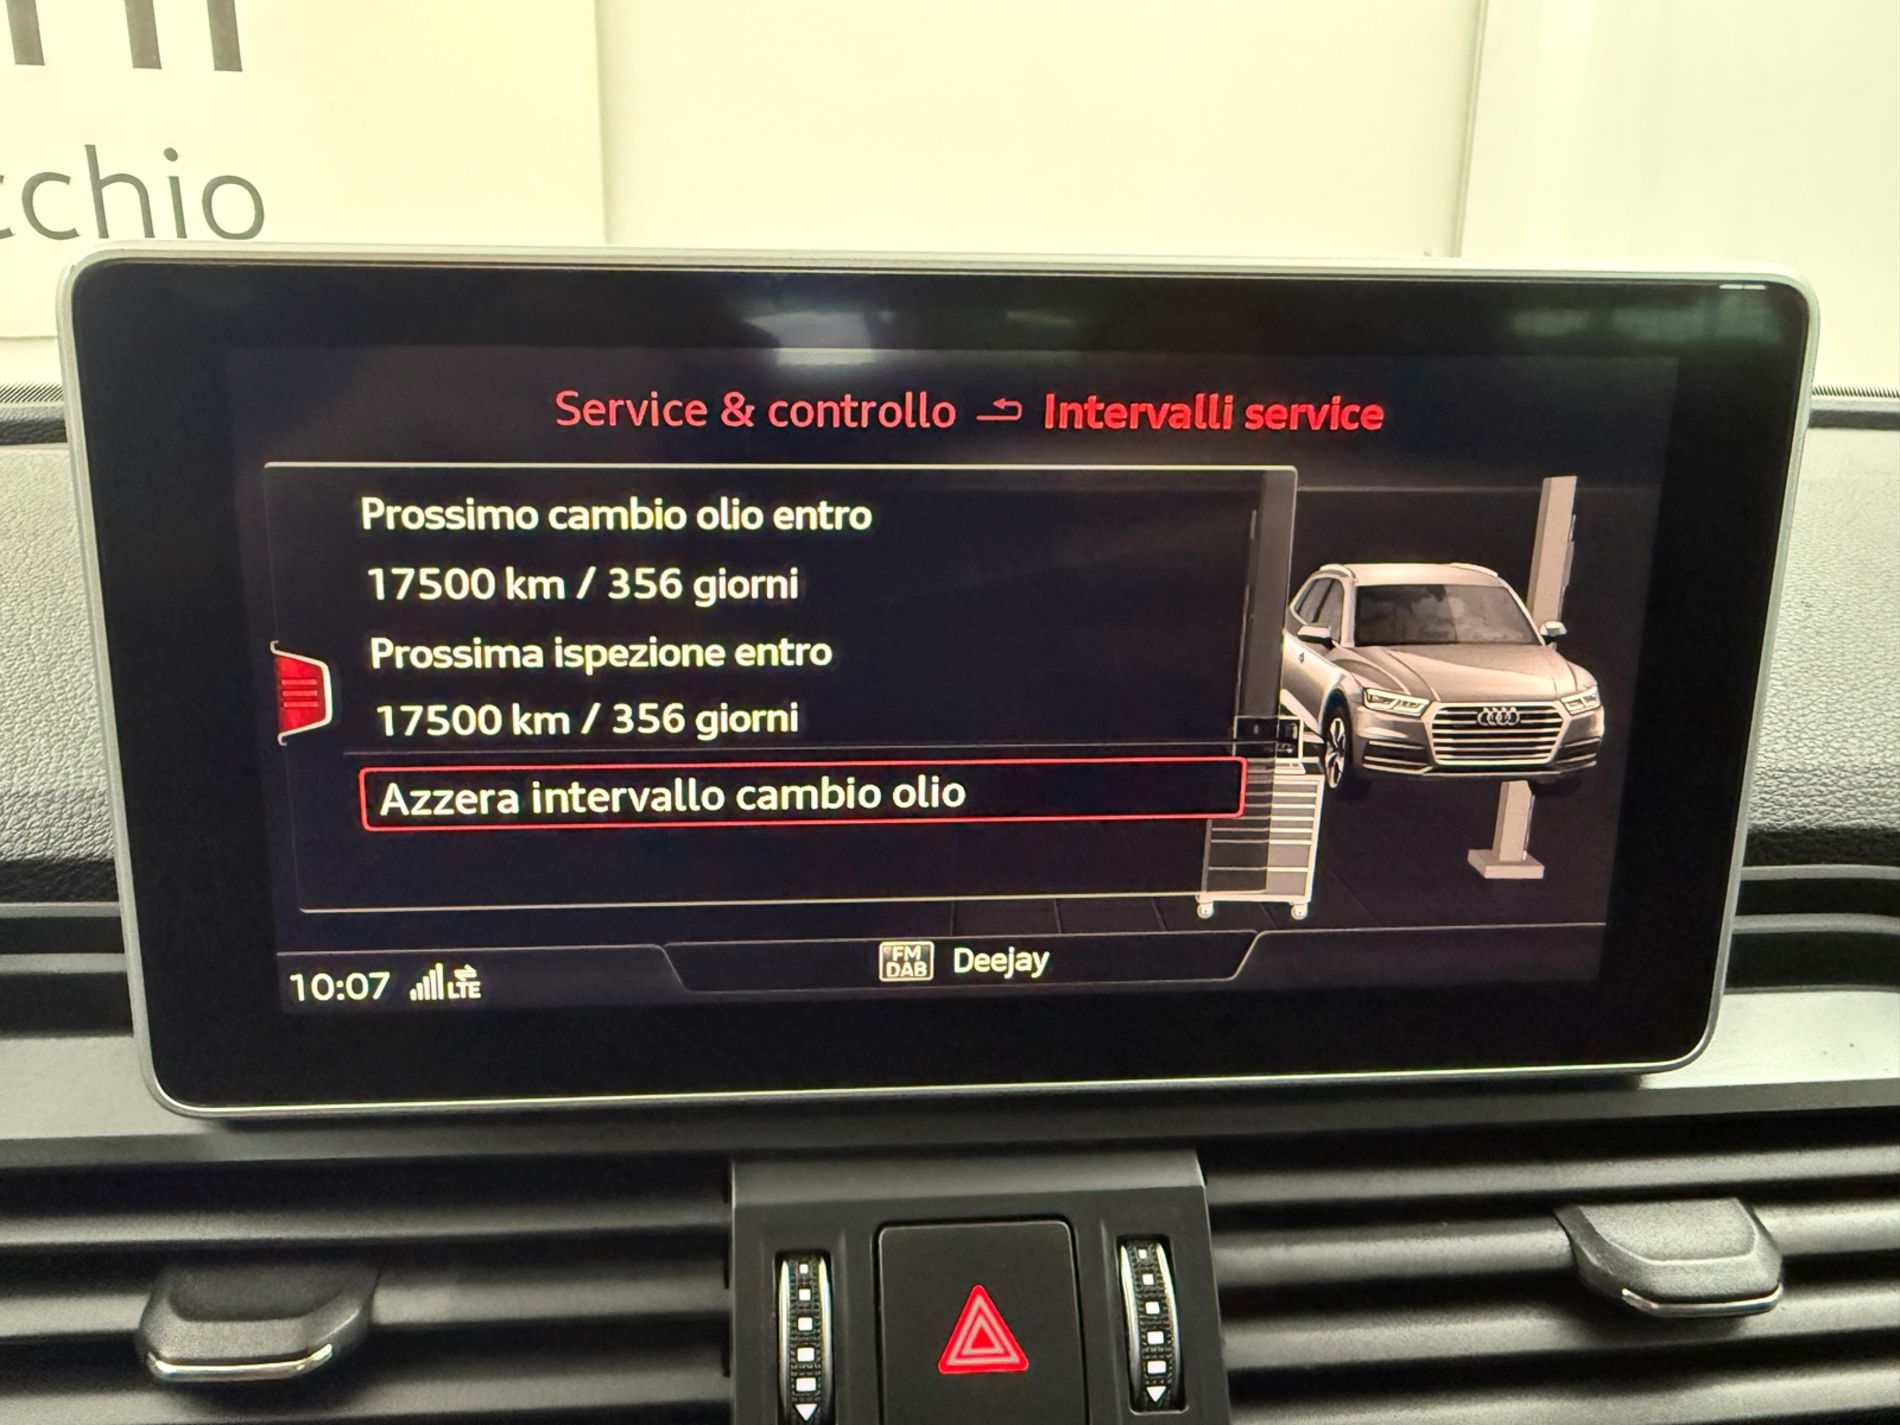 cchio
Service & controllo Intervalli service
Prossimo cambio olio entro
17500 km / 356 giorni
Prossima ispezione entro
17500 km / 356 giorni
Azzera intervallo cambio olio
10:07 LTE
FM DAB Deejay